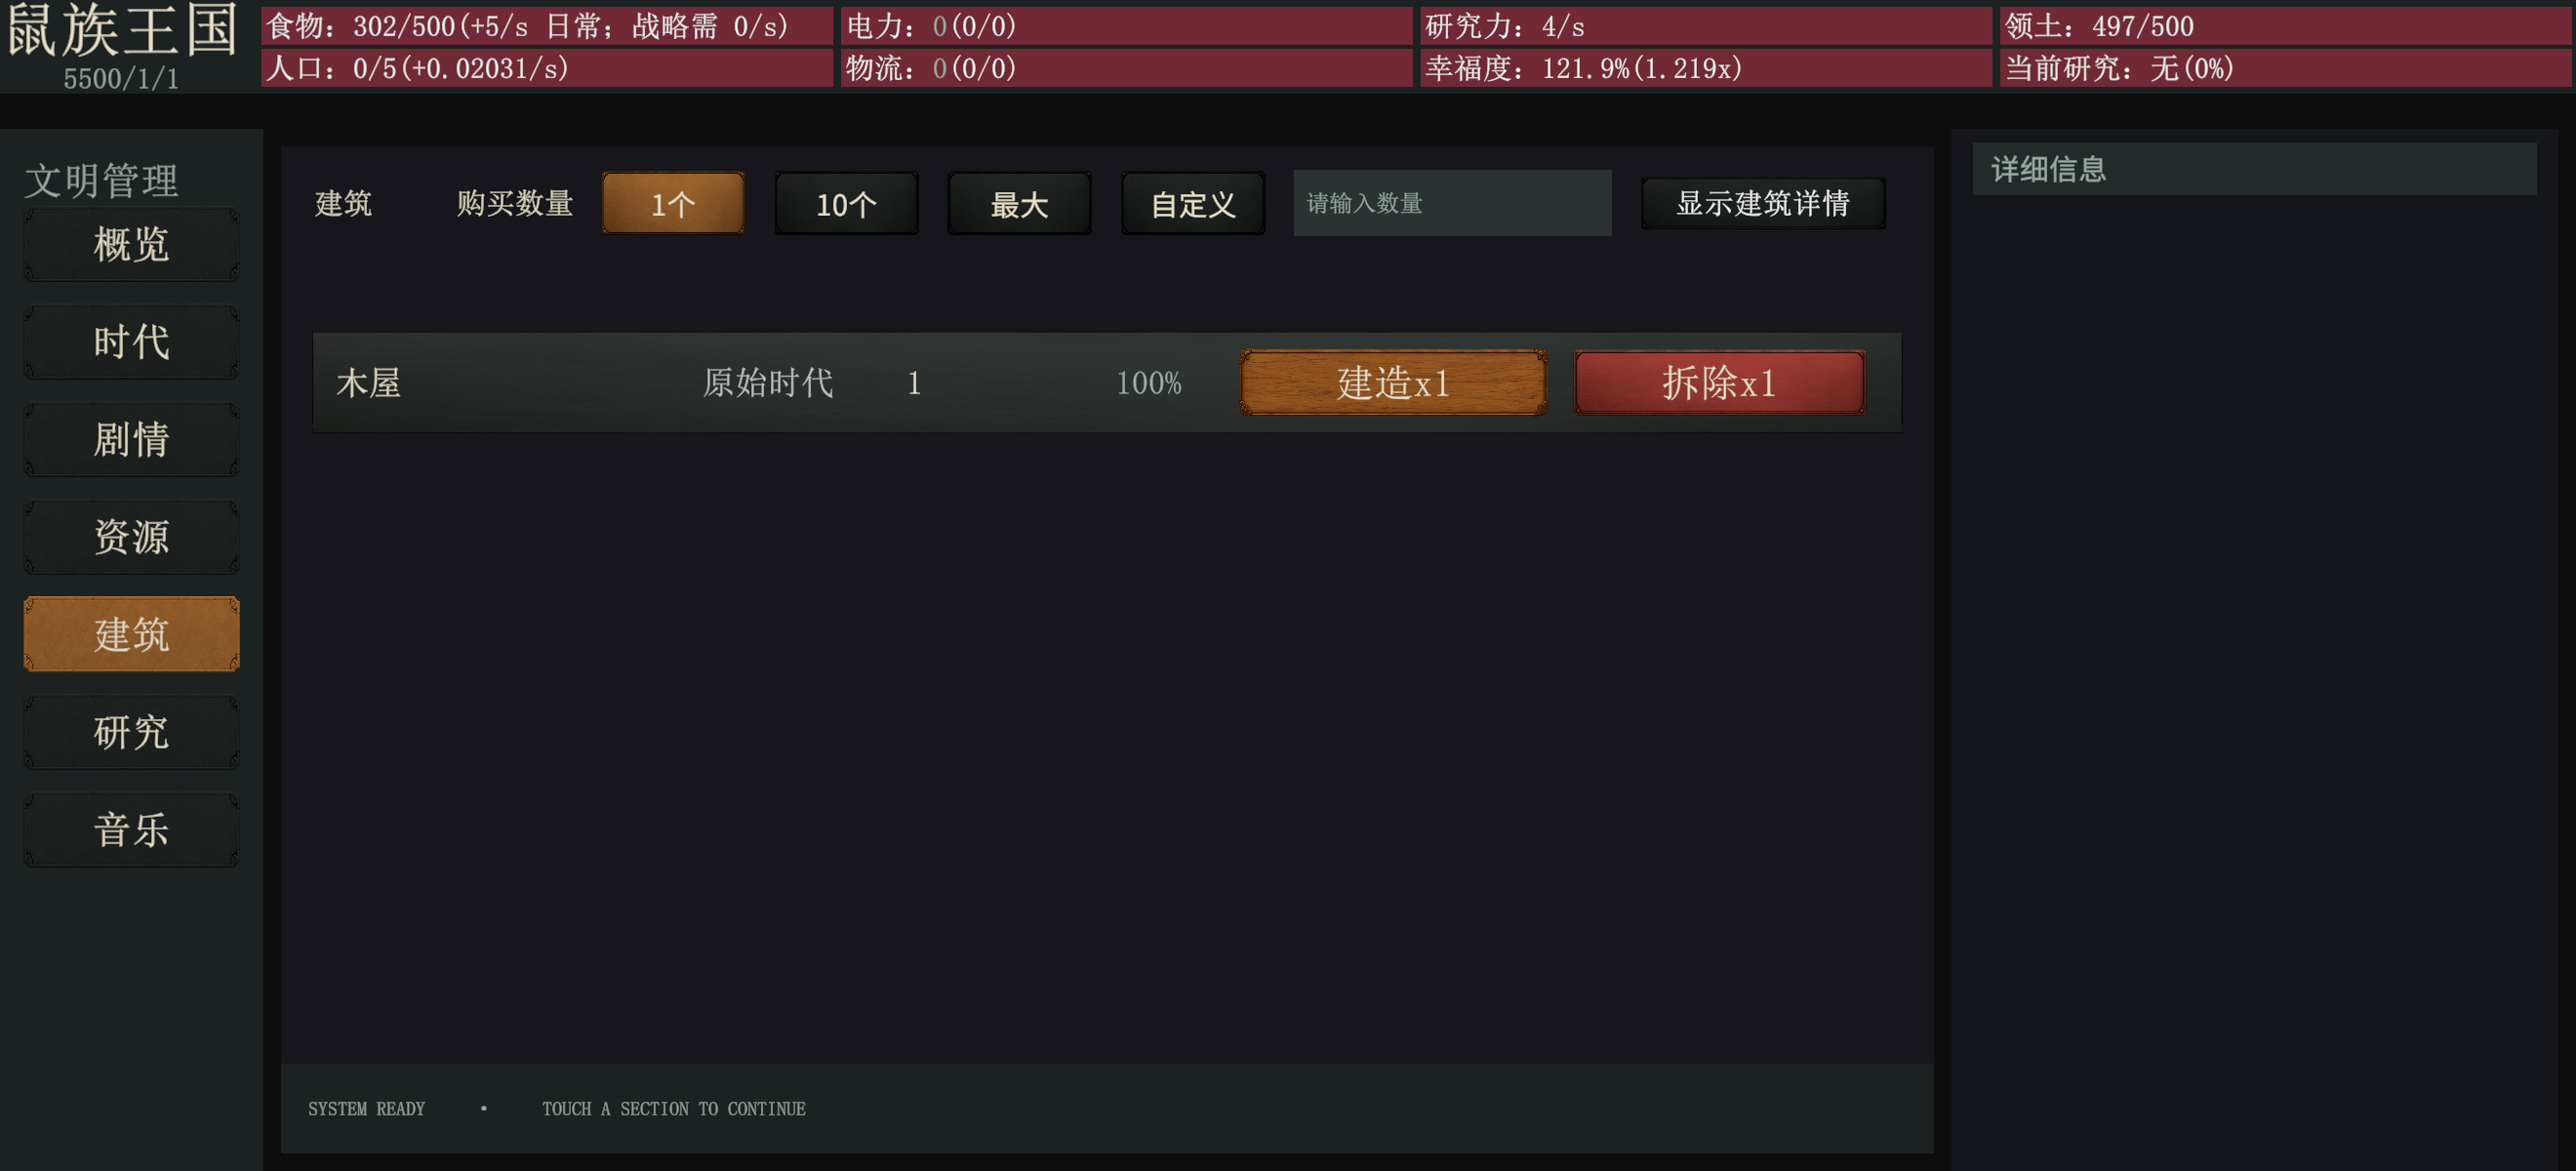 鼠族王国
5500/1/1
食物: 302/500(+5/s 日常; 战略需 0/s)
电力: 0(0/0)
研究力: 4/s
领土: 497/500
人口: 0/5(+0.02031/s)
物流: 0(0/0)
幸福度: 121.9%(1.219x)
当前研究: 无(0%)
文明管理
概览
时代
剧情
资源
建筑
研究
音乐
建筑 购买数量 1个 10个 最大 自定义 请输入数量 显示建筑详情
木屋 原始时代 1 100% 建造x1 拆除x1
SYSTEM READY • TOUCH A SECTION TO CONTINUE
详细信息